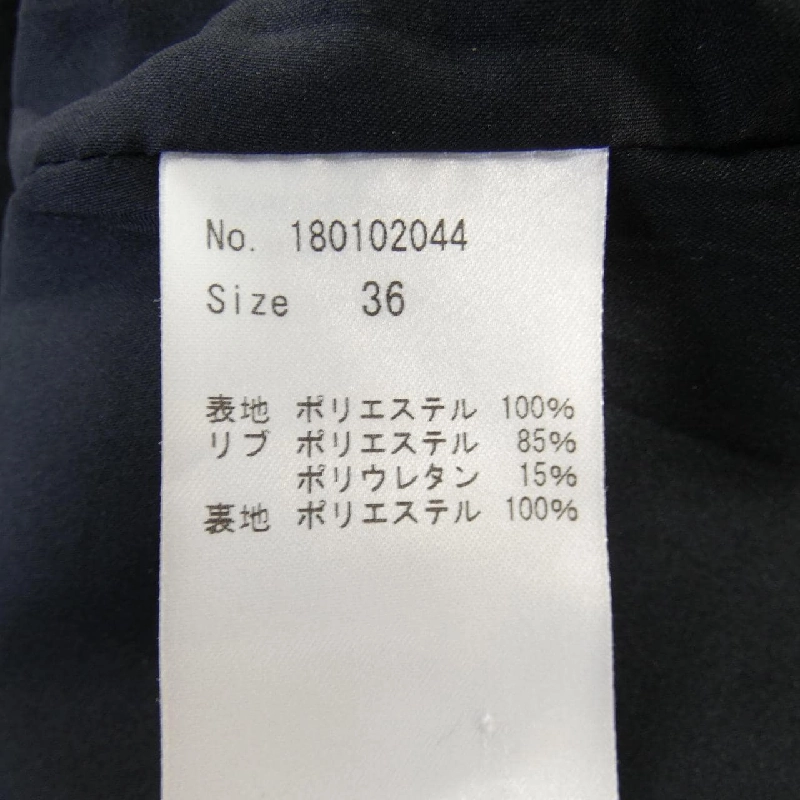 No. 180102044
Size 36
表地 ポリエステル 100%
リブ ポリエステル 85%
ポリウレタン 15%
裏地 ポリエステル 100%